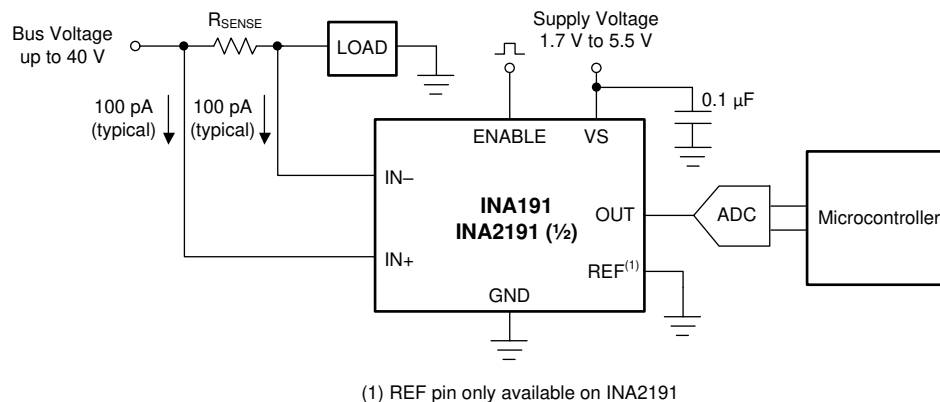 Bus Voltage
up to 40 V
RSENSE
LOAD
Supply Voltage
1.7 V to 5.5 V
100 pA
(typical)
100 pA
(typical)
0.1 µF
ENABLE
VS
IN–
INA191
INA2191 (½)
OUT
ADC
Microcontroller
IN+
REF(1)
GND
(1) REF pin only available on INA2191